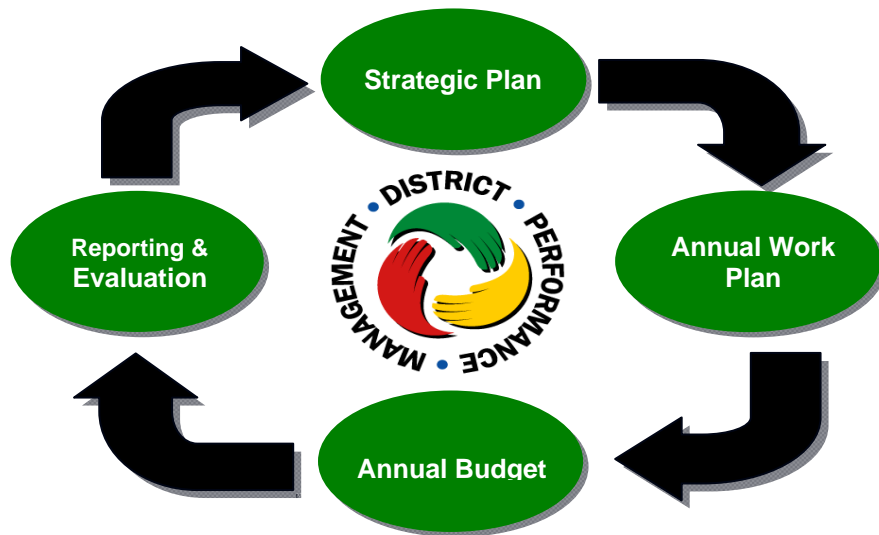 Strategic Plan
Annual Work
Plan
Annual Budget
Reporting &
Evaluation
DISTRICT • PERFORMANCE • MANAGEMENT •